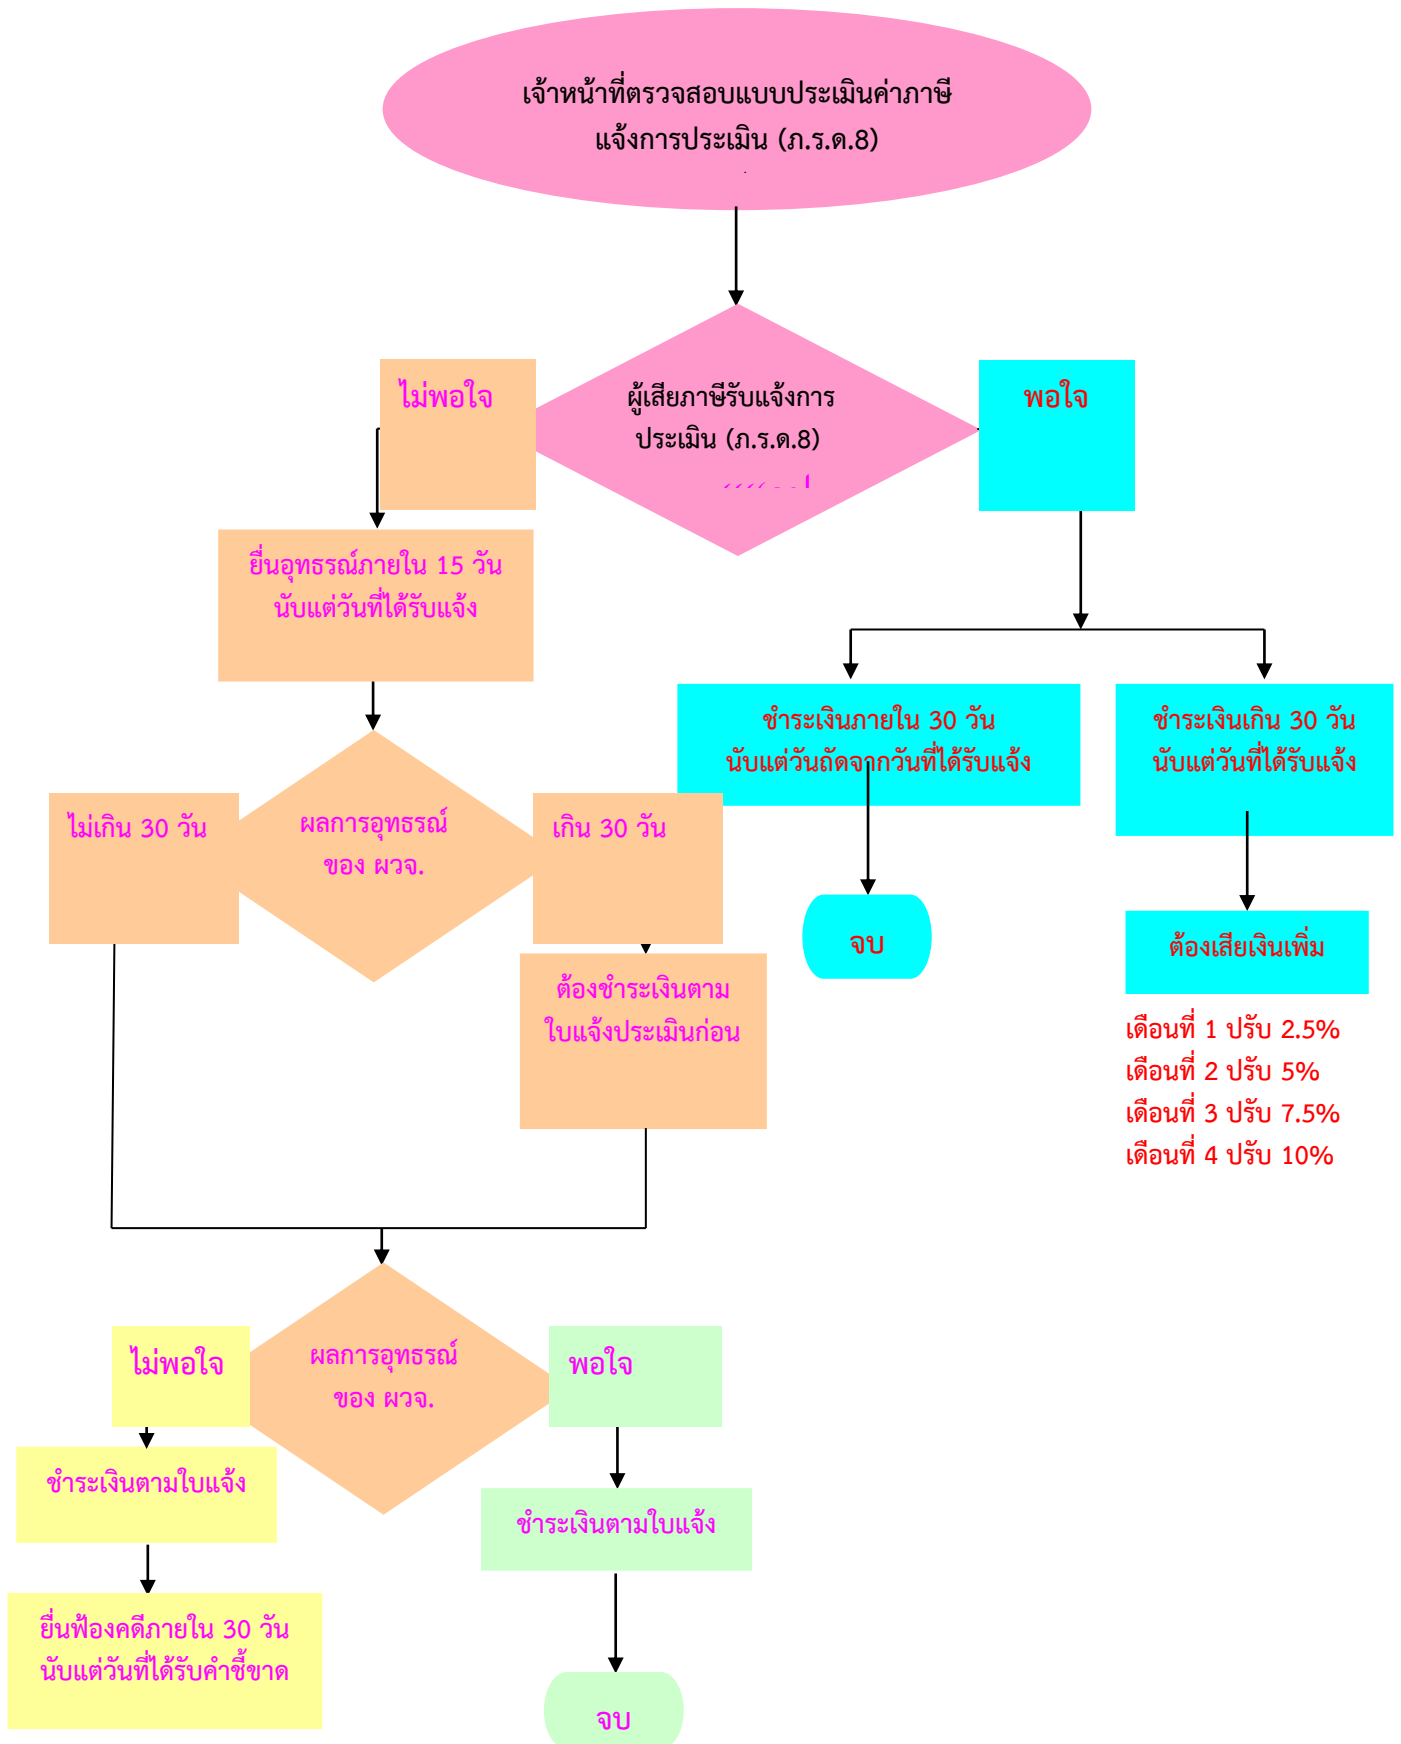 เจ้าหน้าที่ตรวจสอบแบบประเมินค่าภาษี
แจ้งการประเมิน (ภ.ร.ด.8)
ไม่พอใจ
ผู้เสียภาษีรับแจ้งการ
ประเมิน (ภ.ร.ด.8)
พอใจ
ยื่นอุทธรณ์ภายใน 15 วัน
นับแต่วันที่ได้รับแจ้ง
ชำระเงินภายใน 30 วัน
นับแต่วันถัดจากวันที่ได้รับแจ้ง
ชำระเงินเกิน 30 วัน
นับแต่วันที่ได้รับแจ้ง
ไม่เกิน 30 วัน
ผลการอุทธรณ์
ของ ผวจ.
เกิน 30 วัน
จบ
ต้องเสียเงินเพิ่ม
ต้องชำระเงินตาม
ใบแจ้งประเมินก่อน
เดือนที่ 1 ปรับ 2.5%
เดือนที่ 2 ปรับ 5%
เดือนที่ 3 ปรับ 7.5%
เดือนที่ 4 ปรับ 10%
ไม่พอใจ
ผลการอุทธรณ์
ของ ผวจ.
พอใจ
ชำระเงินตามใบแจ้ง
ชำระเงินตามใบแจ้ง
ยื่นฟ้องคดีภายใน 30 วัน
นับแต่วันที่ได้รับคำชี้ขาด
จบ